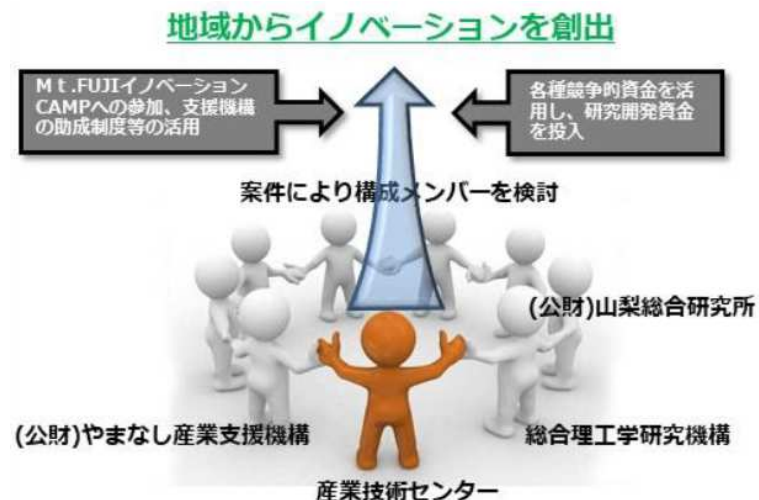 地域からイノベーションを創出
Ｍｔ.FUJIイノベーション
CAMPへの参加、支援機構
の助成制度等の活用
各種競争的資金を活
用し、研究開発資金
を投入
案件により構成メンバーを検討
(公財)山梨総合研究所
(公財)やまなし産業支援機構
総合理工学研究機構
産業技術センター